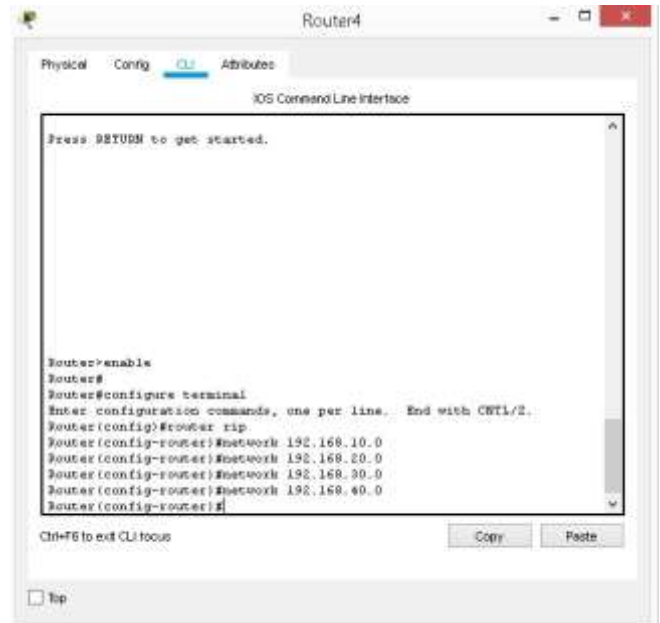 Router4
Physical Config CLI Attributes
IOS Command Line Interface
Press RETURN to get started.
Router>enable
Router#
Router#configure terminal
Enter configuration commands, one per line. End with CNTL/Z.
Router(config)#router rip
Router(config-router)#network 192.168.10.0
Router(config-router)#network 192.168.20.0
Router(config-router)#network 192.168.30.0
Router(config-router)#network 192.168.40.0
Router(config-router)#
Ctrl+F6 to exit CLI focus
Copy Paste
Top